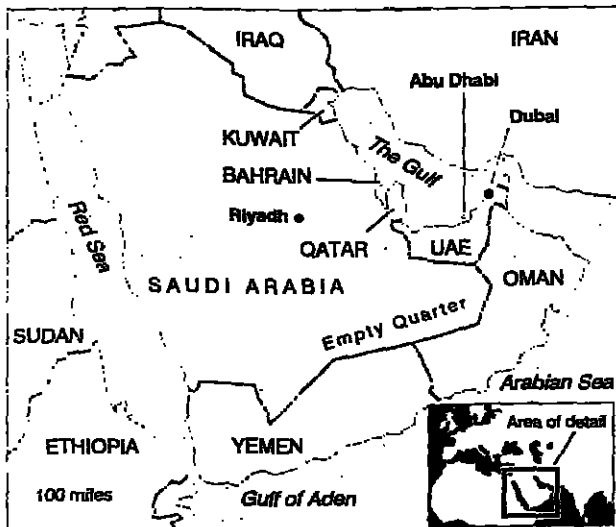 IRAQ
IRAN
Abu Dhabi
Dubai
KUWAIT
The Gulf
BAHRAIN
Riyadh
QATAR
UAE
Red Sea
SAUDI ARABIA
OMAN
Empty Quarter
SUDAN
Arabian Sea
Area of detail
ETHIOPIA
YEMEN
100 miles
Gulf of Aden